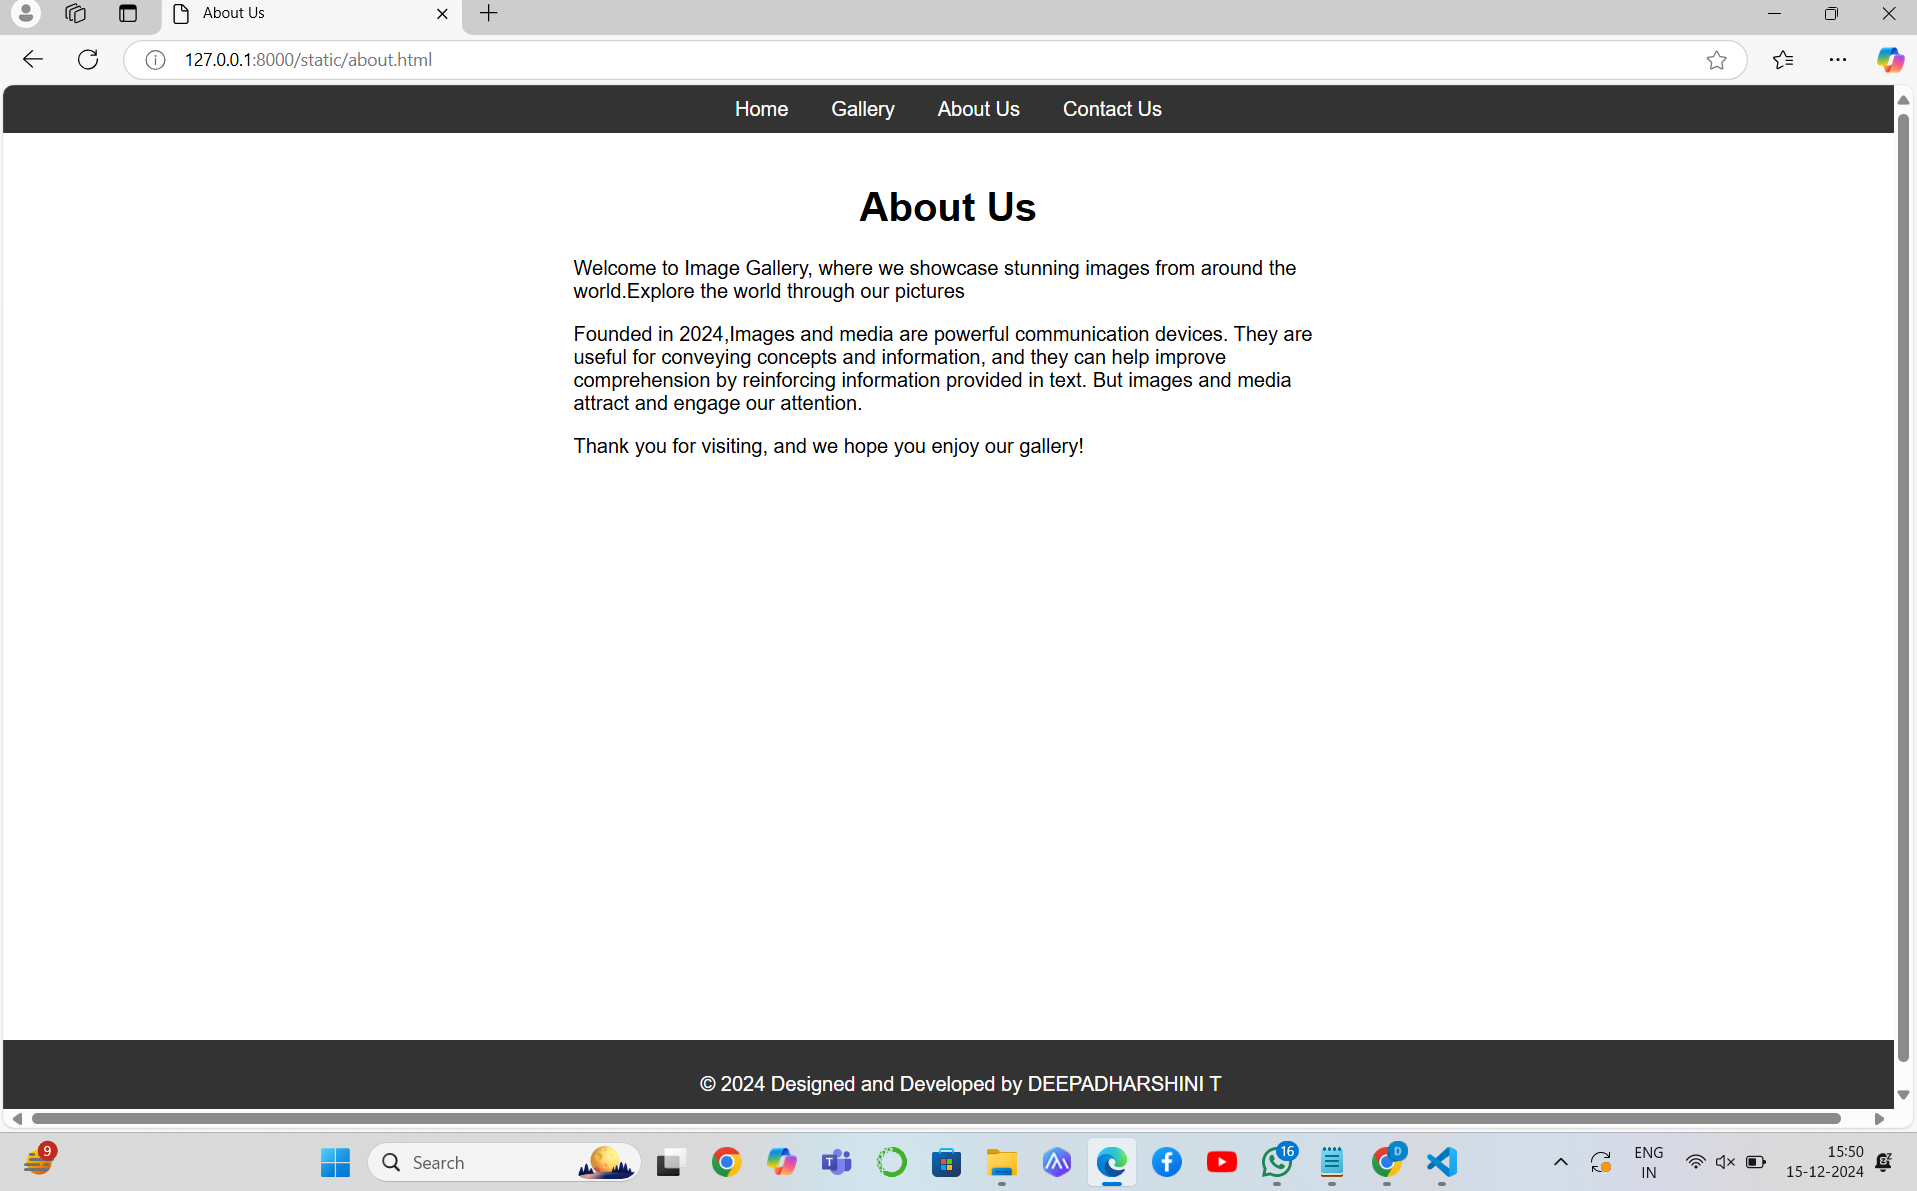 About Us
127.0.0.1:8000/static/about.html
Home Gallery About Us Contact Us
About Us
Welcome to Image Gallery, where we showcase stunning images from around the
world.Explore the world through our pictures
Founded in 2024,Images and media are powerful communication devices. They are
useful for conveying concepts and information, and they can help improve
comprehension by reinforcing information provided in text. But images and media
attract and engage our attention.
Thank you for visiting, and we hope you enjoy our gallery!
© 2024 Designed and Developed by DEEPADHARSHINI T
9
Search
16
D
ENG
IN
15:50
15-12-2024